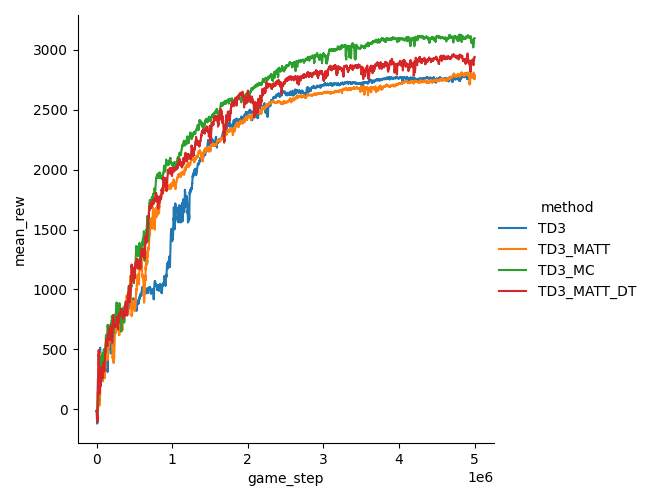 3000
2500
2000
1500
1000
500
0
mean_rew
0
1
2
3
4
5
1e6
game_step
method
TD3
TD3_MATT
TD3_MC
TD3_MATT_DT